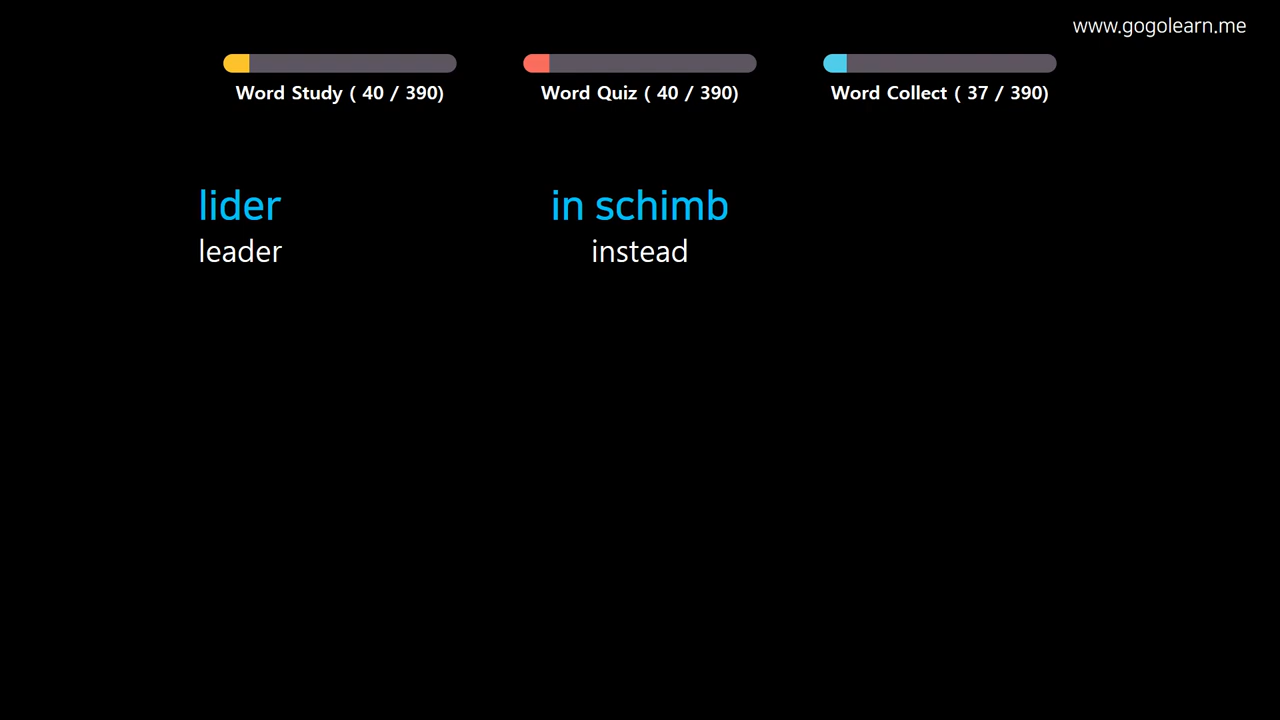 www.gogolearn.me
Word Study ( 40 / 390)
Word Quiz ( 40 / 390)
Word Collect ( 37 / 390)
lider
leader
in schimb
instead